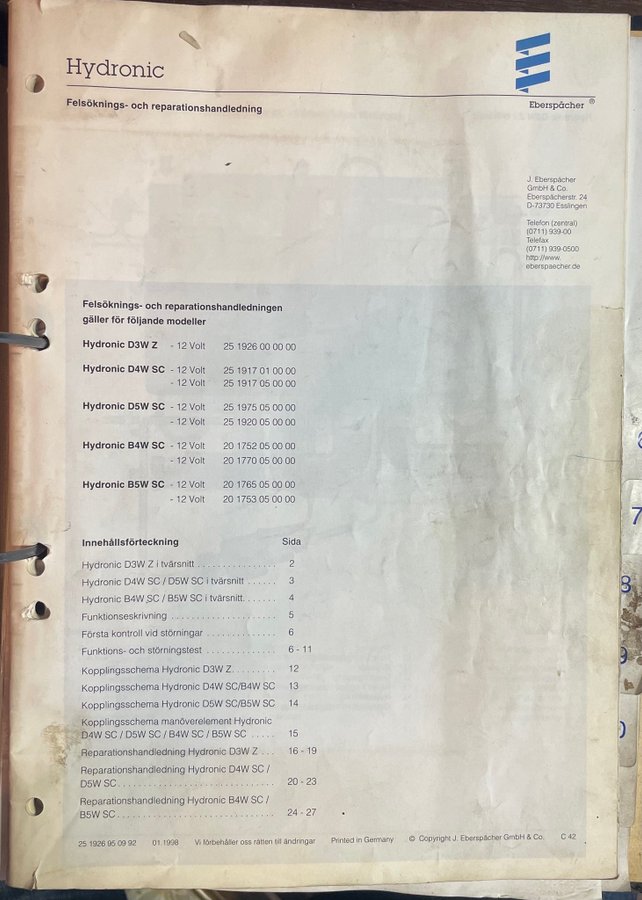 Hydronic
Felsöknings- och reparationshandledning
Eberspächer ®
J. Eberspächer
GmbH & Co.
Eberspächerstr. 24
D-73730 Esslingen
Telefon (zentral)
(0711) 939-00
Telefax
(0711) 939-0500
http://www.
eberspaecher.de
Felsöknings- och reparationshandledningen
gäller för följande modeller
Hydronic D3W Z - 12 Volt 25 1926 00 00 00
Hydronic D4W SC - 12 Volt 25 1917 01 00 00
- 12 Volt 25 1917 05 00 00
Hydronic D5W SC - 12 Volt 25 1975 05 00 00
- 12 Volt 25 1920 05 00 00
Hydronic B4W SC - 12 Volt 20 1752 05 00 00
- 12 Volt 20 1770 05 00 00
Hydronic B5W SC - 12 Volt 20 1765 05 00 00
- 12 Volt 20 1753 05 00 00
Innehållsförteckning Sida
Hydronic D3W Z i tvärsnitt ................ 2
Hydronic D4W SC / D5W SC i tvärsnitt ...... 3
Hydronic B4W SC / B5W SC i tvärsnitt ....... 4
Funktionseskrivning ..................... 5
Första kontroll vid störningar .............. 6
Funktions- och störningstest .............. 6 - 11
Kopplingsschema Hydronic D3W Z ......... 12
Kopplingsschema Hydronic D4W SC/B4W SC 13
Kopplingsschema Hydronic D5W SC/B5W SC 14
Kopplingsschema manöverelement Hydronic
D4W SC / D5W SC / B4W SC / B5W SC ..... 15
Reparationshandledning Hydronic D3W Z ... 16 - 19
Reparationshandledning Hydronic D4W SC /
D5W SC ............................... 20 - 23
Reparationshandledning Hydronic B4W SC /
B5W SC ............................... 24 - 27
25 1926 95 09 92 01.1998 Vi förbehåller oss rätten till ändringar Printed in Germany © Copyright J. Eberspächer GmbH & Co. C 42
7
8
9